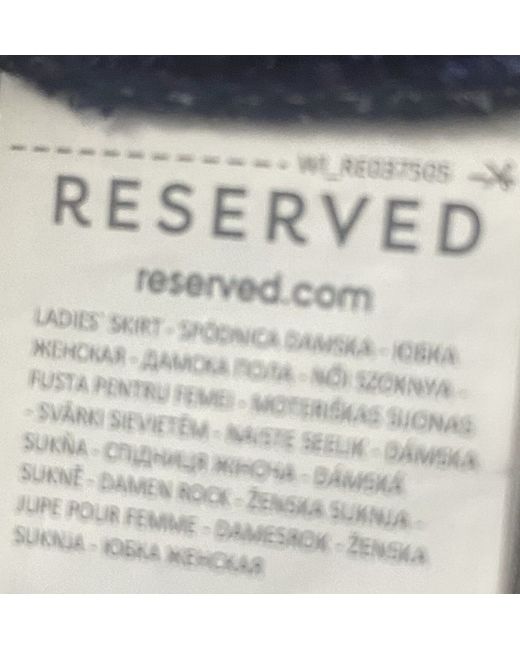 WI_RE037505
RESERVED
reserved.com
LADIES' SKIRT - SPÓDNICA DAMSKA - ЮБКА
ЖЕНСКАЯ - ДАМСКА ПОЛА - NŐI SZOKNYA -
FUSTA PENTRU FEMEI - MOTERIŠKAS SIJONAS
- SVĀRKI SIEVIETĒM - NAISTE SEELIK - DÁMSKA
SUKŇA - СПІДНИЦЯ ЖІНОЧА - DÁMSKÁ
SUKNĚ - DAMEN ROCK - ŽENSKA SUKNJA -
JUPE POUR FEMME - DAMESROK - ŽENSKA
SUKNJA - ЮБКА ЖЕНСКАЯ